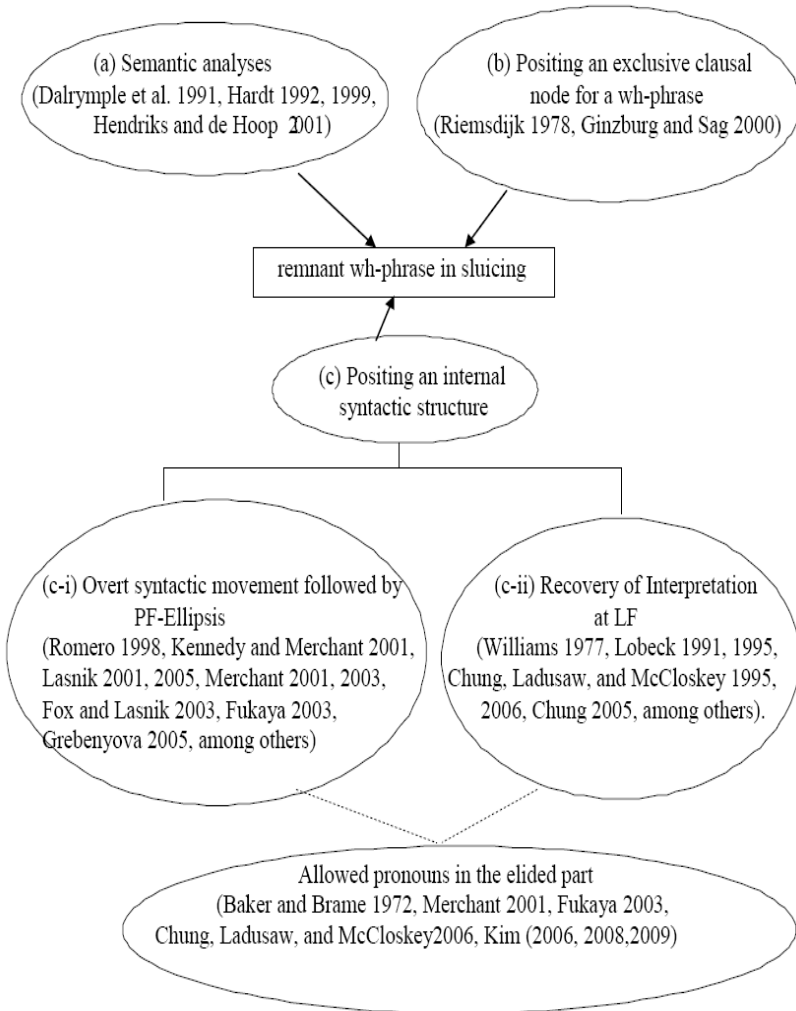 (a) Semantic analyses
(Dalrymple et al. 1991, Hardt 1992, 1999,
Hendriks and de Hoop 2001)
(b) Positing an exclusive clausal
node for a wh-phrase
(Riemsdijk 1978, Ginzburg and Sag 2000)
remnant wh-phrase in sluicing
(c) Positing an internal
syntactic structure
(c-i) Overt syntactic movement followed by
PF-Ellipsis
(Romero 1998, Kennedy and Merchant 2001,
Lasnik 2001, 2005, Merchant 2001, 2003,
Fox and Lasnik 2003, Fukaya 2003,
Grebenyova 2005, among others)
(c-ii) Recovery of Interpretation
at LF
(Williams 1977, Lobeck 1991, 1995,
Chung, Ladusaw, and McCloskey 1995,
2006, Chung 2005, among others).
Allowed pronouns in the elided part
(Baker and Brame 1972, Merchant 2001, Fukaya 2003,
Chung, Ladusaw, and McCloskey2006, Kim (2006, 2008,2009)